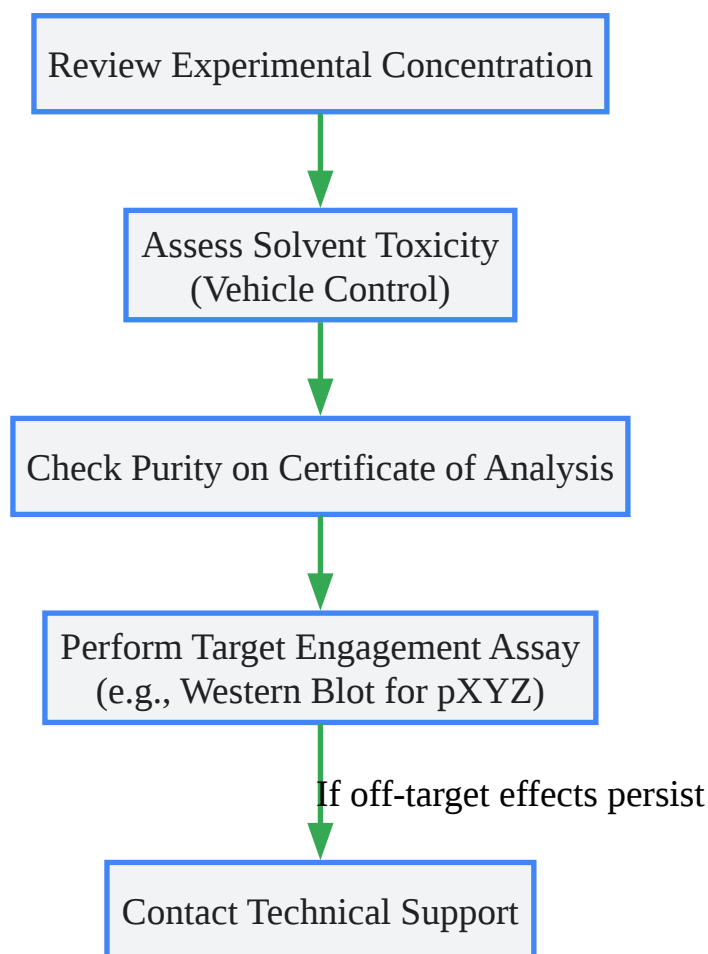 Review Experimental Concentration
Assess Solvent Toxicity
(Vehicle Control)
Check Purity on Certificate of Analysis
Perform Target Engagement Assay
(e.g., Western Blot for pXYZ)
If off-target effects persist
Contact Technical Support